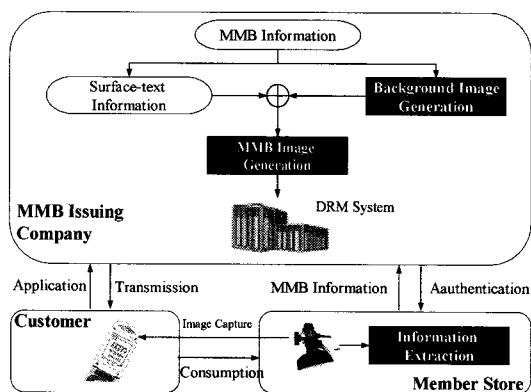 MMB Information
Surface-text
Information
Background Image
Generation
MMB Image
Generation
DRM System
MMB Issuing
Company
Application
Transmission
MMB Information
Aauthentication
Customer
Image Capture
Consumption
Information
Extraction
Member Store